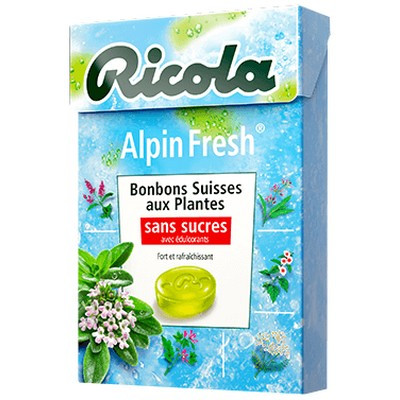 Ricola
Alpin Fresh®
Bonbons Suisses
aux Plantes
sans sucres
avec édulcorants
Fort et rafraîchissant